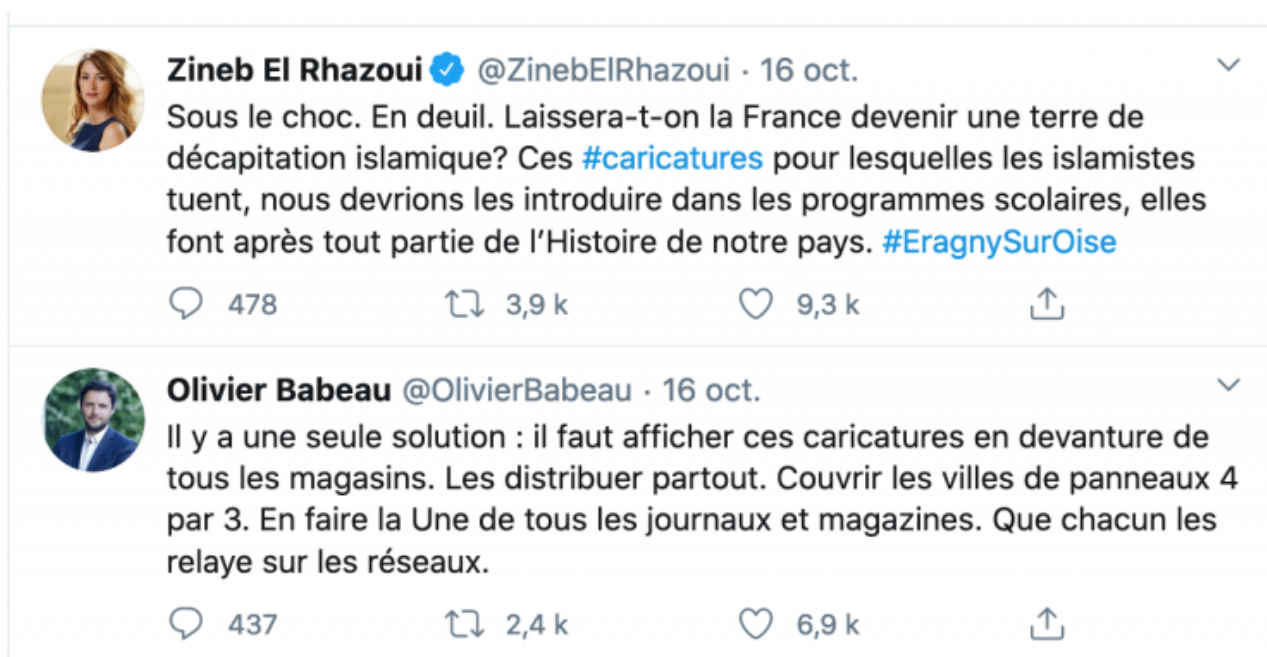 Zineb El Rhazoui @ZinebElRhazoui · 16 oct.
Sous le choc. En deuil. Laissera-t-on la France devenir une terre de
décapitation islamique? Ces #caricatures pour lesquelles les islamistes
tuent, nous devrions les introduire dans les programmes scolaires, elles
font après tout partie de l’Histoire de notre pays. #EragnySurOise
478 3,9 k 9,3 k
Olivier Babeau @OlivierBabeau · 16 oct.
Il y a une seule solution : il faut afficher ces caricatures en devanture de
tous les magasins. Les distribuer partout. Couvrir les villes de panneaux 4
par 3. En faire la Une de tous les journaux et magazines. Que chacun les
relaye sur les réseaux.
437 2,4 k 6,9 k